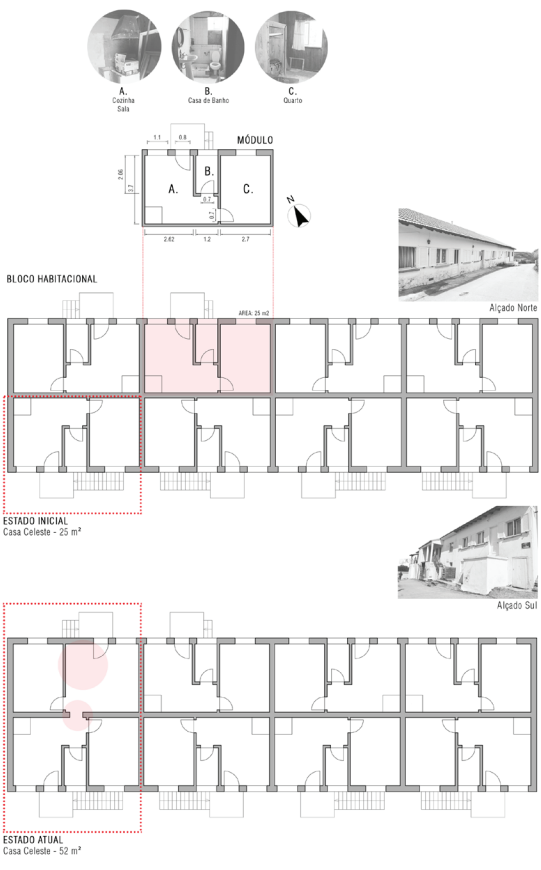 A.
Cozinha
Sala
B.
Casa de Banho
C.
Quarto
MÓDULO
1.1
0.8
2.06
3.7
A.
B.
C.
0.7
0.7
2.62
1.2
2.7
N
Alçado Norte
BLOCO HABITACIONAL
AREA: 25 m2
ESTADO INICIAL
Casa Celeste - 25 m²
Alçado Sul
ESTADO ATUAL
Casa Celeste - 52 m²